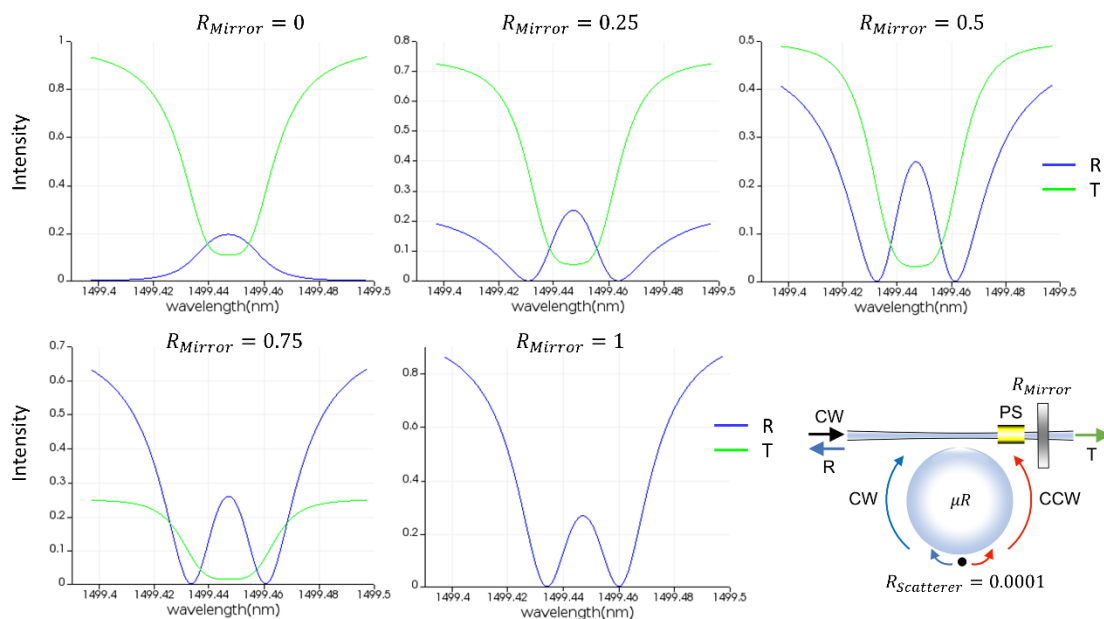 R_Mirror = 0
1
0.8
0.6
0.4
0.2
0
Intensity
1499.4
1499.42
1499.44
1499.46
1499.48
1499.5
wavelength(nm)
R_Mirror = 0.25
0.8
0.7
0.6
0.5
0.4
0.3
0.2
0.1
0
1499.4
1499.42
1499.44
1499.46
1499.48
1499.5
wavelength(nm)
R_Mirror = 0.5
0.5
0.4
0.3
0.2
0.1
0
1499.4
1499.42
1499.44
1499.46
1499.48
1499.5
wavelength(nm)
R
T
R_Mirror = 0.75
0.7
0.6
0.5
0.4
0.3
0.2
0.1
0
Intensity
1499.4
1499.42
1499.44
1499.46
1499.48
1499.5
wavelength(nm)
R_Mirror = 1
0.8
0.6
0.4
0.2
0
1499.4
1499.42
1499.44
1499.46
1499.48
1499.5
wavelength(nm)
R
T
R_Mirror
PS
CW
R
T
CW
μR
CCW
R_Scatterer = 0.0001